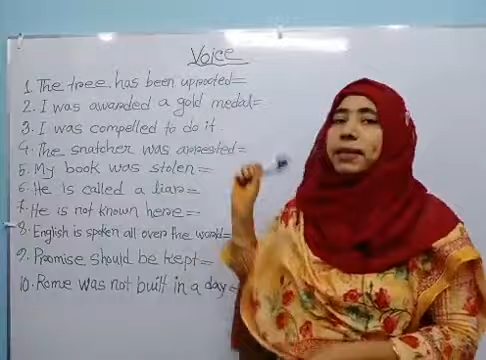 Voice
1. The tree has been uprooted=
2. I was awarded a gold medal=
3. I was compelled to do it.
4. The snatcher was arrested=
5. My book was stolen=
6. He is called a liar=
7. He is not known here=
8. English is spoken all over the world=
9. Promise should be kept=
10. Rome was not built in a day=